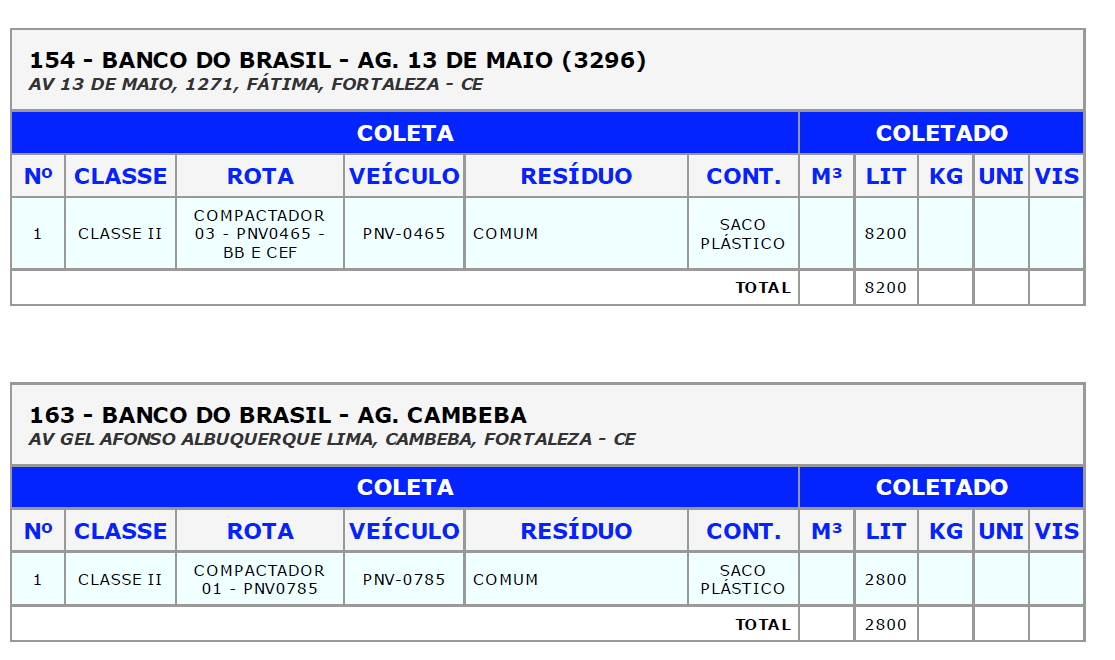 154 - BANCO DO BRASIL - AG. 13 DE MAIO (3296)
AV 13 DE MAIO, 1271, FÁTIMA, FORTALEZA - CE
COLETA COLETADO
Nº CLASSE ROTA VEÍCULO RESÍDUO CONT. M³ LIT KG UNI VIS
1 CLASSE II COMPACTADOR 03 - PNV0465 - BB E CEF PNV-0465 COMUM SACO PLÁSTICO 8200
TOTAL 8200
163 - BANCO DO BRASIL - AG. CAMBEBA
AV GEL AFONSO ALBUQUERQUE LIMA, CAMBEBA, FORTALEZA - CE
COLETA COLETADO
Nº CLASSE ROTA VEÍCULO RESÍDUO CONT. M³ LIT KG UNI VIS
1 CLASSE II COMPACTADOR 01 - PNV0785 PNV-0785 COMUM SACO PLÁSTICO 2800
TOTAL 2800